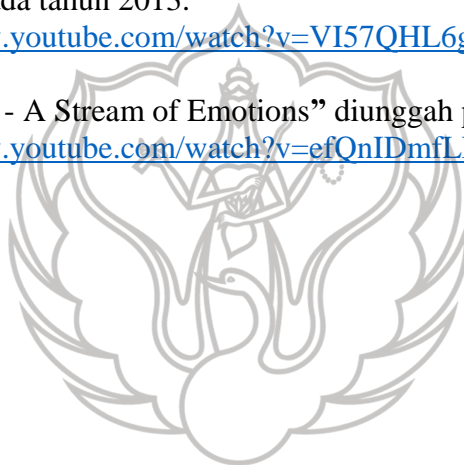 da tahun 2015.
.youtube.com/watch?v=VI57QHL6g
- A Stream of Emotions” diunggah p
.youtube.com/watch?v=efQnIDmfL